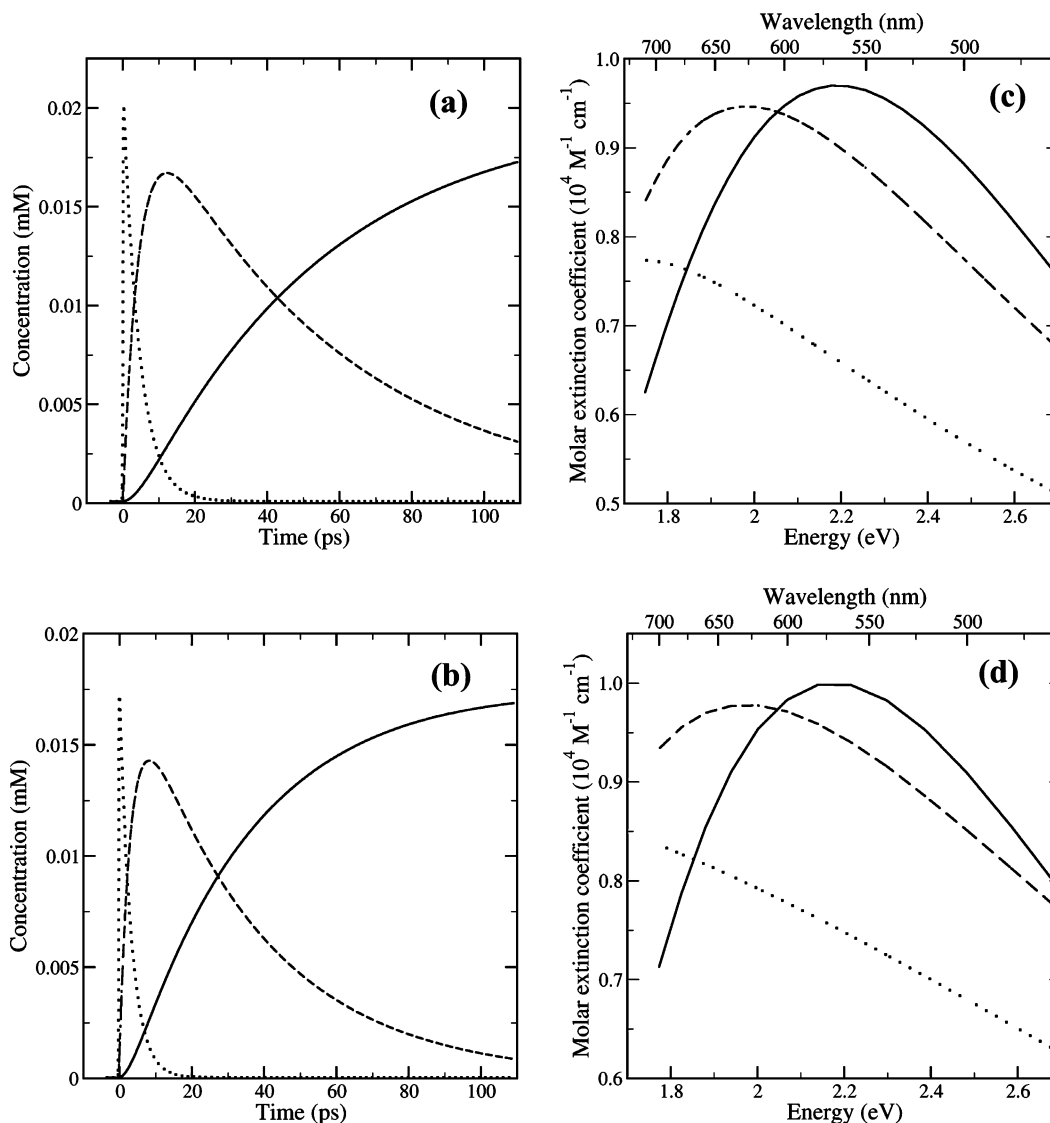 (a)
Concentration (mM)
0.02
0.015
0.01
0.005
0
0 20 40 60 80 100
Time (ps)
Wavelength (nm)
700 650 600 550 500
(c)
Molar extinction coefficient (10⁴ M⁻¹ cm⁻¹)
1.0
0.9
0.8
0.7
0.6
0.5
1.8 2 2.2 2.4 2.6
Energy (eV)
(b)
Concentration (mM)
0.02
0.015
0.01
0.005
0
0 20 40 60 80 100
Time (ps)
Wavelength (nm)
700 650 600 550 500
(d)
Molar extinction coefficient (10⁴ M⁻¹ cm⁻¹)
1.0
0.9
0.8
0.7
0.6
1.8 2 2.2 2.4 2.6
Energy (eV)